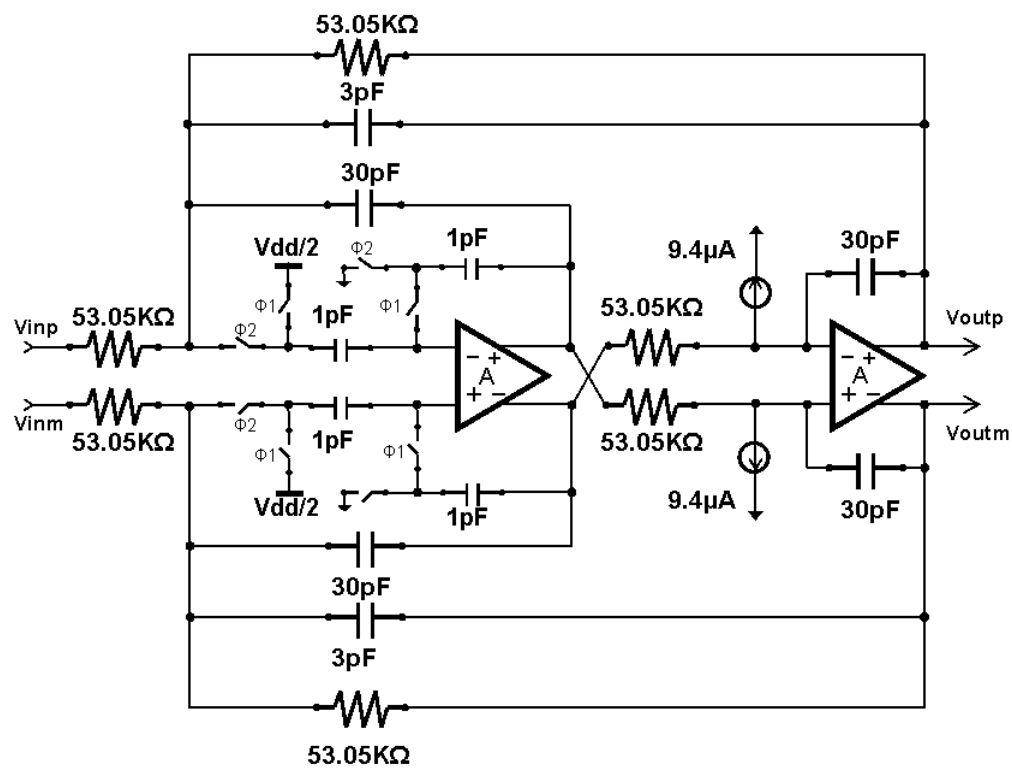 53.05KΩ
3pF
30pF
Vdd/2
Φ2
1pF
9.4µA
30pF
Φ1
Φ1
53.05KΩ
1pF
53.05KΩ
Vinp
Φ2
- +
A
+ -
- +
A
+ -
Voutp
Vinm
Φ2
53.05KΩ
1pF
53.05KΩ
Voutm
Φ1
Φ1
9.4µA
30pF
Vdd/2
1pF
30pF
3pF
53.05KΩ